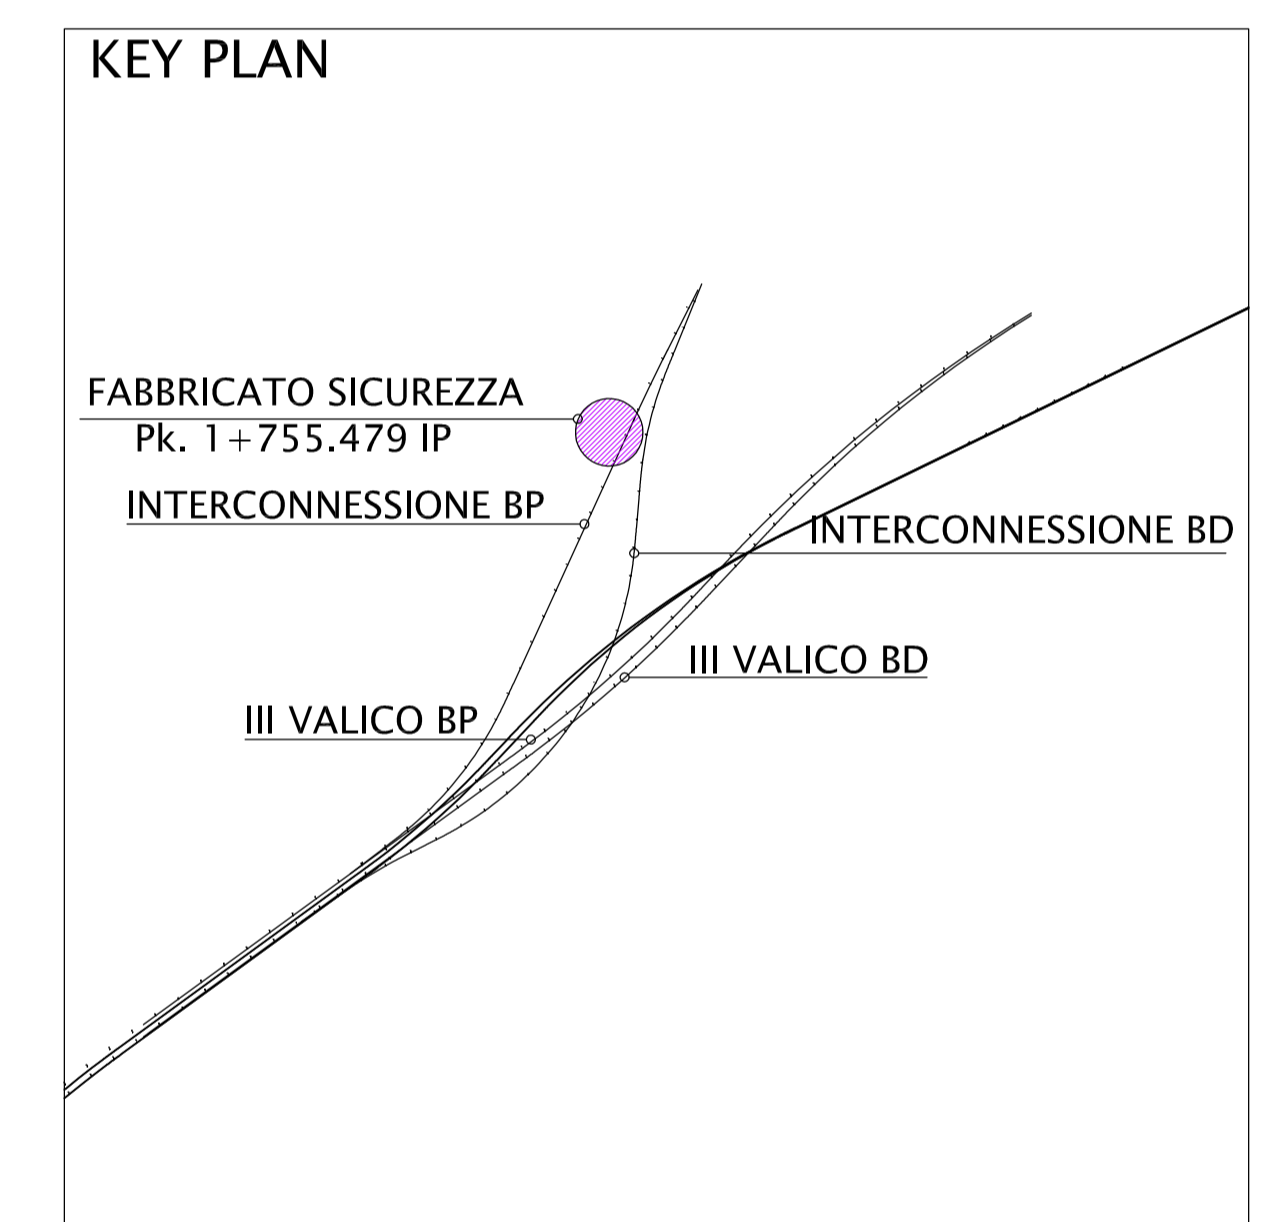 KEY PLAN
FABBRICATO SICUREZZA
Pk. 1+755.479 IP
INTERCONNESSIONE BP
INTERCONNESSIONE BD
III VALICO BD
III VALICO BP